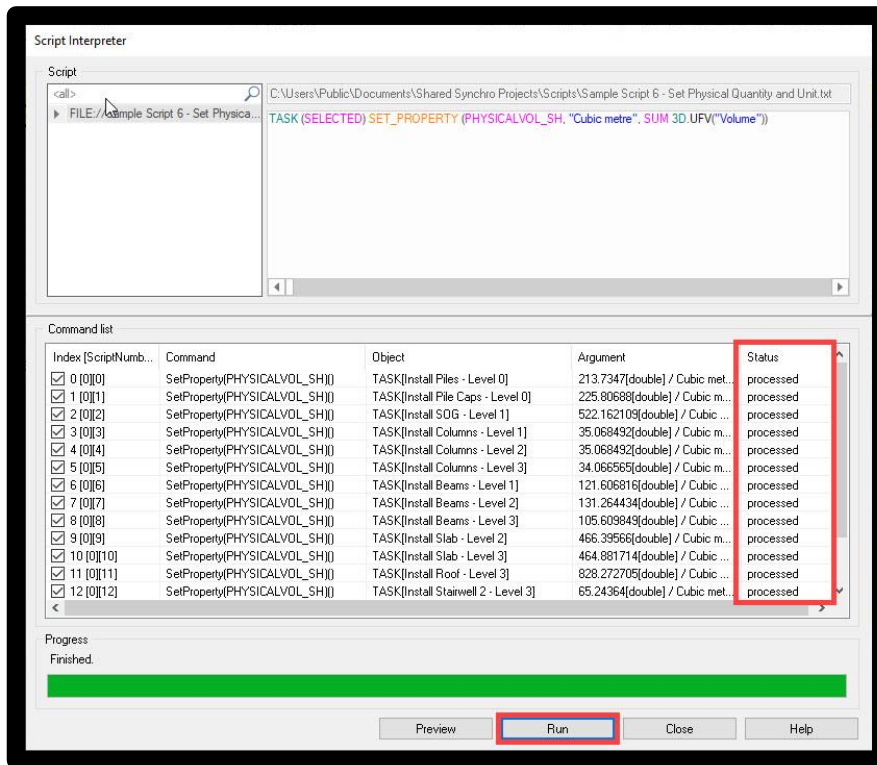 Script Interpreter
Script
<all>
C:\Users\Public\Documents\Shared Synchro Projects\Scripts\Sample Script 6 - Set Physical Quantity and Unit.txt
FILE://Sample Script 6 - Set Physica...
TASK (SELECTED) SET_PROPERTY (PHYSICALVOL_SH, "Cubic metre", SUM 3D.UFV("Volume"))
Command list
Index [ScriptNumb... Command Object Argument Status
0 [0][0] SetProperty(PHYSICALVOL_SH)() TASK[Install Piles - Level 0] 213.7347[double] / Cubic met... processed
1 [0][1] SetProperty(PHYSICALVOL_SH)() TASK[Install Pile Caps - Level 0] 225.80688[double] / Cubic m... processed
2 [0][2] SetProperty(PHYSICALVOL_SH)() TASK[Install SOG - Level 1] 522.162109[double] / Cubic ... processed
3 [0][3] SetProperty(PHYSICALVOL_SH)() TASK[Install Columns - Level 1] 35.068492[double] / Cubic m... processed
4 [0][4] SetProperty(PHYSICALVOL_SH)() TASK[Install Columns - Level 2] 35.068492[double] / Cubic m... processed
5 [0][5] SetProperty(PHYSICALVOL_SH)() TASK[Install Columns - Level 3] 34.066565[double] / Cubic m... processed
6 [0][6] SetProperty(PHYSICALVOL_SH)() TASK[Install Beams - Level 1] 121.606816[double] / Cubic ... processed
7 [0][7] SetProperty(PHYSICALVOL_SH)() TASK[Install Beams - Level 2] 131.264434[double] / Cubic ... processed
8 [0][8] SetProperty(PHYSICALVOL_SH)() TASK[Install Beams - Level 3] 105.609849[double] / Cubic ... processed
9 [0][9] SetProperty(PHYSICALVOL_SH)() TASK[Install Slab - Level 2] 466.39566[double] / Cubic m... processed
10 [0][10] SetProperty(PHYSICALVOL_SH)() TASK[Install Slab - Level 3] 464.881714[double] / Cubic ... processed
11 [0][11] SetProperty(PHYSICALVOL_SH)() TASK[Install Roof - Level 3] 828.272705[double] / Cubic ... processed
12 [0][12] SetProperty(PHYSICALVOL_SH)() TASK[Install Stairwell 2 - Level 3] 65.24364[double] / Cubic met... processed
Progress
Finished.
Preview Run Close Help